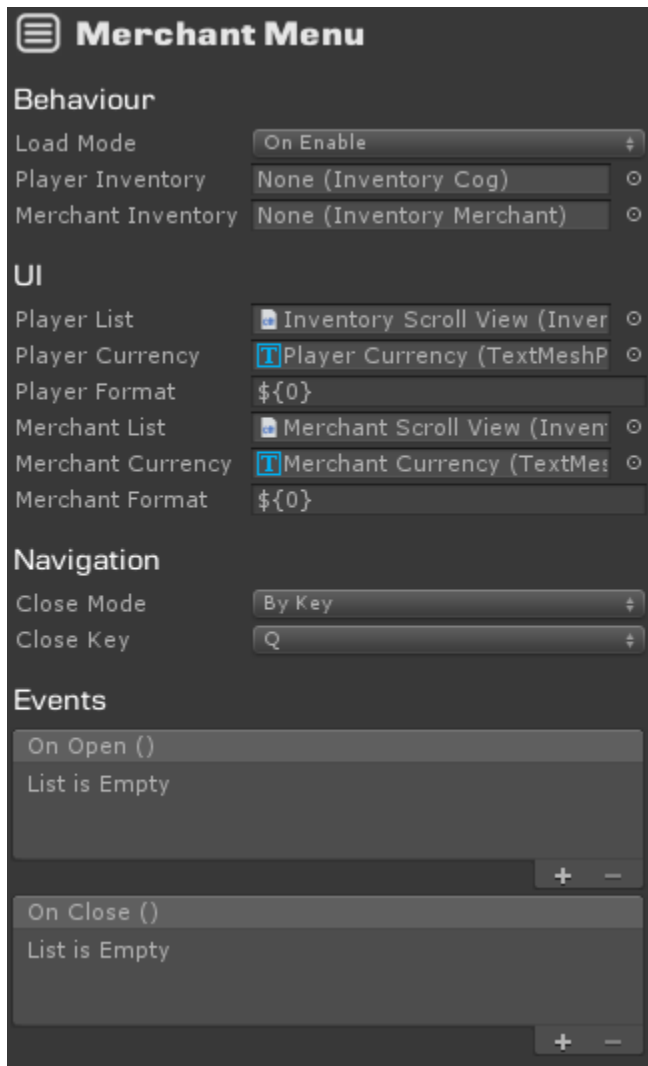 Merchant Menu
Behaviour
Load Mode On Enable
Player Inventory None (Inventory Cog)
Merchant Inventory None (Inventory Merchant)
UI
Player List Inventory Scroll View (Inver
Player Currency Player Currency (TextMeshP
Player Format ${0}
Merchant List Merchant Scroll View (Inven
Merchant Currency Merchant Currency (TextMes
Merchant Format ${0}
Navigation
Close Mode By Key
Close Key Q
Events
On Open ()
List is Empty
+ −
On Close ()
List is Empty
+ −